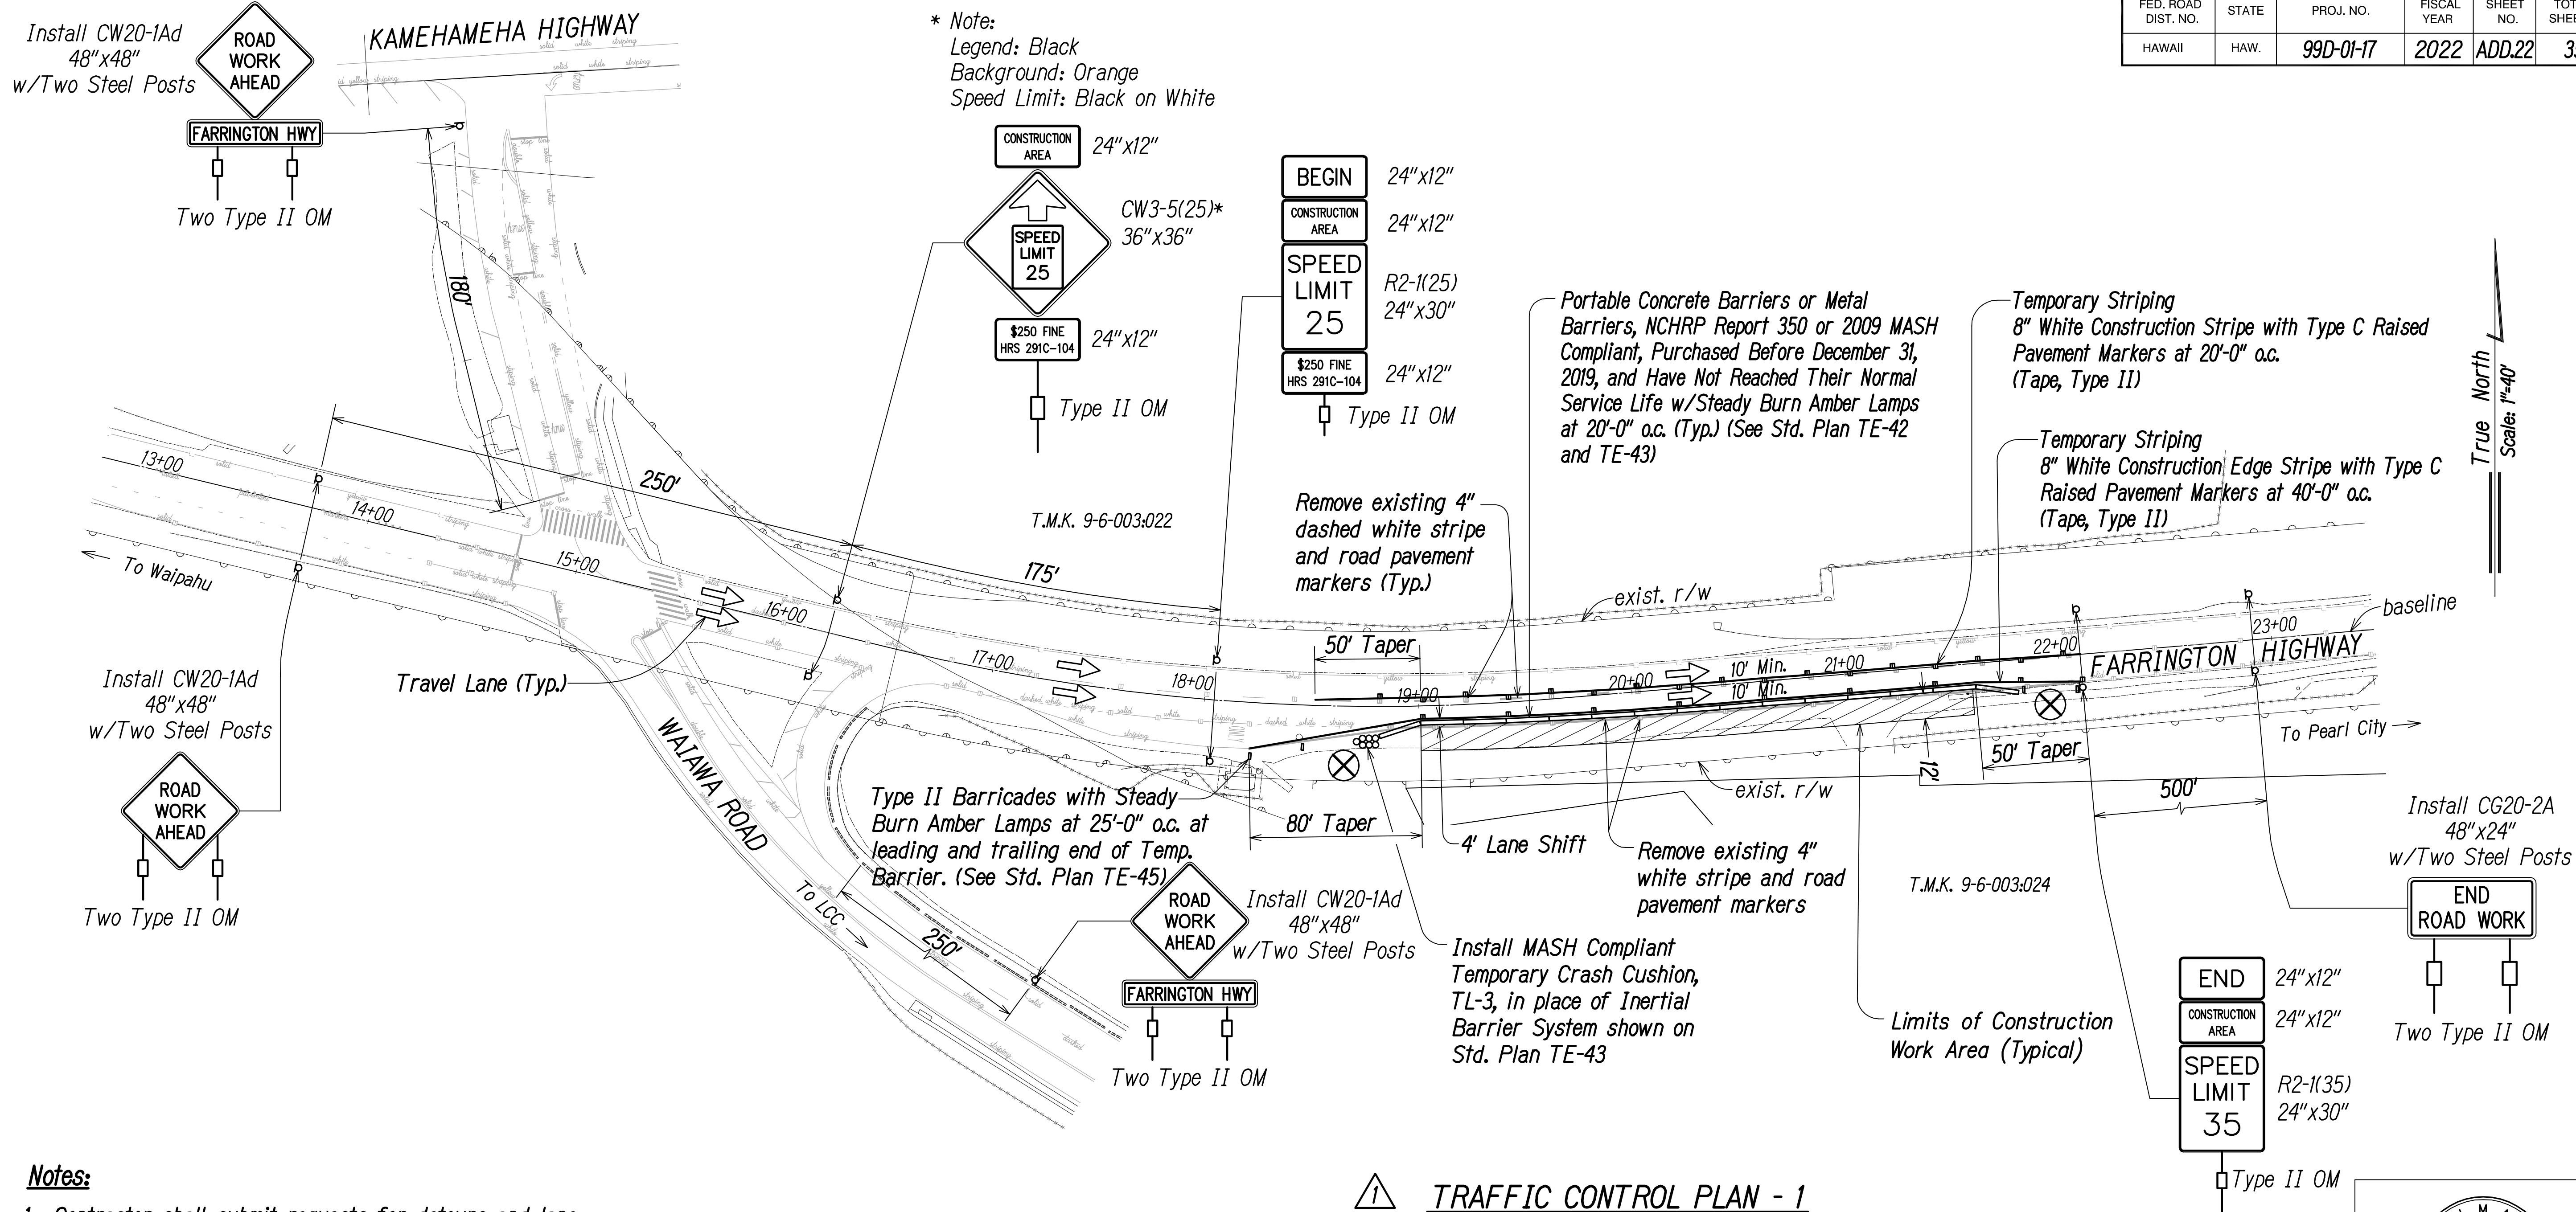 Install CW20-1Ad
48"x48"
w/Two Steel Posts
ROAD
WORK
AHEAD
FARRINGTON HWY
Two Type II OM
KAMEHAMEHA HIGHWAY
solid white striping
180'
* Note:
Legend: Black
Background: Orange
Speed Limit: Black on White
CONSTRUCTION
AREA
24"x12"
SPEED
LIMIT
25
CW3-5(25)*
36"x36"
$250 FINE
HRS 291C-104
24"x12"
Type II OM
BEGIN
24"x12"
CONSTRUCTION
AREA
24"x12"
SPEED
LIMIT
25
R2-1(25)
24"x30"
$250 FINE
HRS 291C-104
24"x12"
Type II OM
FED. ROAD
DIST. NO.
STATE
PROJ. NO.
FISCAL
YEAR
SHEET
NO.
HAWAII
HAW.
99D-01-17
2022
ADD.22
Portable Concrete Barriers or Metal
Barriers, NCHRP Report 350 or 2009 MASH
Compliant, Purchased Before December 31,
2019, and Have Not Reached Their Normal
Service Life w/Steady Burn Amber Lamps
at 20'-0" o.c. (Typ.) (See Std. Plan TE-42
and TE-43)
Temporary Striping
8" White Construction Stripe with Type C Raised
Pavement Markers at 20'-0" o.c.
(Tape, Type II)
Temporary Striping
8" White Construction Edge Stripe with Type C
Raised Pavement Markers at 40'-0" o.c.
(Tape, Type II)
True North
Scale: 1"=40'
Remove existing 4"
dashed white stripe
and road pavement
markers (Typ.)
T.M.K. 9-6-003:022
250'
175'
13+00
14+00
15+00
16+00
17+00
18+00
19+00
20+00
21+00
22+00
23+00
To Waipahu
exist. r/w
baseline
50' Taper
10' Min.
10' Min.
FARRINGTON HIGHWAY
To Pearl City
Travel Lane (Typ.)
WAIAWA ROAD
Install CW20-1Ad
48"x48"
w/Two Steel Posts
ROAD
WORK
AHEAD
Two Type II OM
Type II Barricades with Steady
Burn Amber Lamps at 25'-0" o.c. at
leading and trailing end of Temp.
Barrier. (See Std. Plan TE-45)
80' Taper
4' Lane Shift
12'
50' Taper
500'
exist. r/w
Remove existing 4"
white stripe and road
pavement markers
T.M.K. 9-6-003:024
To LCC
250'
ROAD
WORK
AHEAD
FARRINGTON HWY
Install CW20-1Ad
48"x48"
w/Two Steel Posts
Two Type II OM
Install MASH Compliant
Temporary Crash Cushion,
TL-3, in place of Inertial
Barrier System shown on
Std. Plan TE-43
Limits of Construction
Work Area (Typical)
Install CG20-2A
48"x24"
w/Two Steel Posts
END
ROAD WORK
Two Type II OM
END
24"x12"
CONSTRUCTION
AREA
24"x12"
SPEED
LIMIT
35
R2-1(35)
24"x30"
Type II OM
Notes:
1 TRAFFIC CONTROL PLAN - 1